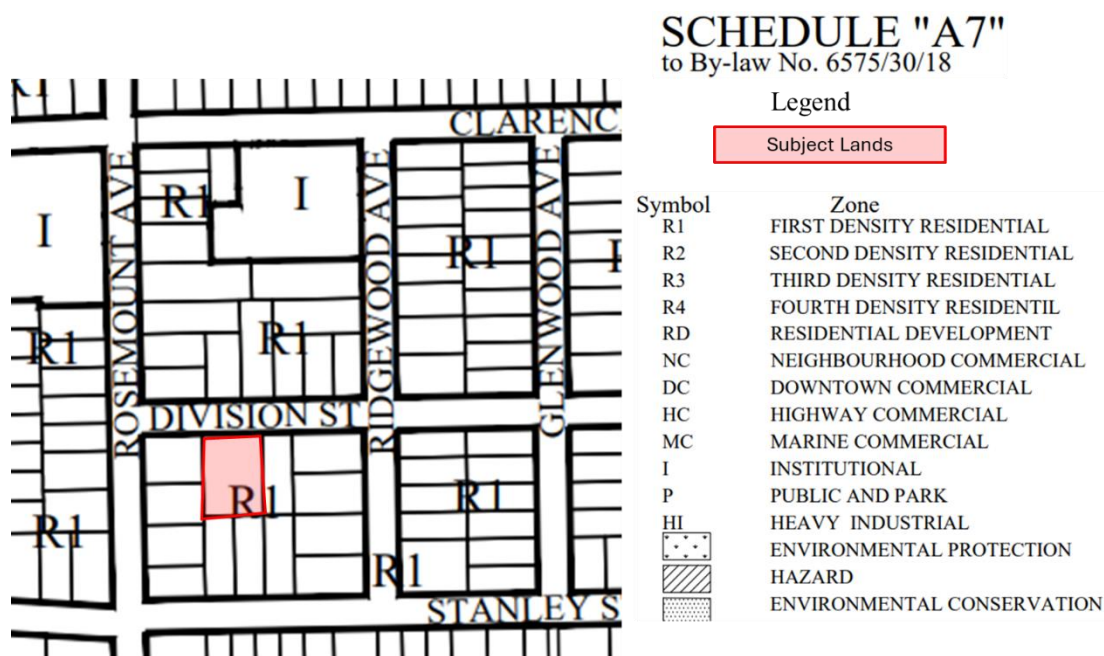 SCHEDULE "A7"
to By-law No. 6575/30/18
Legend
Subject Lands
Symbol Zone
R1 FIRST DENSITY RESIDENTIAL
R2 SECOND DENSITY RESIDENTIAL
R3 THIRD DENSITY RESIDENTIAL
R4 FOURTH DENSITY RESIDENTIL
RD RESIDENTIAL DEVELOPMENT
NC NEIGHBOURHOOD COMMERCIAL
DC DOWNTOWN COMMERCIAL
HC HIGHWAY COMMERCIAL
MC MARINE COMMERCIAL
I INSTITUTIONAL
P PUBLIC AND PARK
HI HEAVY INDUSTRIAL
ENVIRONMENTAL PROTECTION
HAZARD
ENVIRONMENTAL CONSERVATION
R1
CLARENC
ROSEMOUNT AVE
RIDGEWOOD AVE
GLENWOOD AVE
R1
I
I
R1
R1
R1
DIVISION ST
R1
R1
R1
R1
STANLEY S